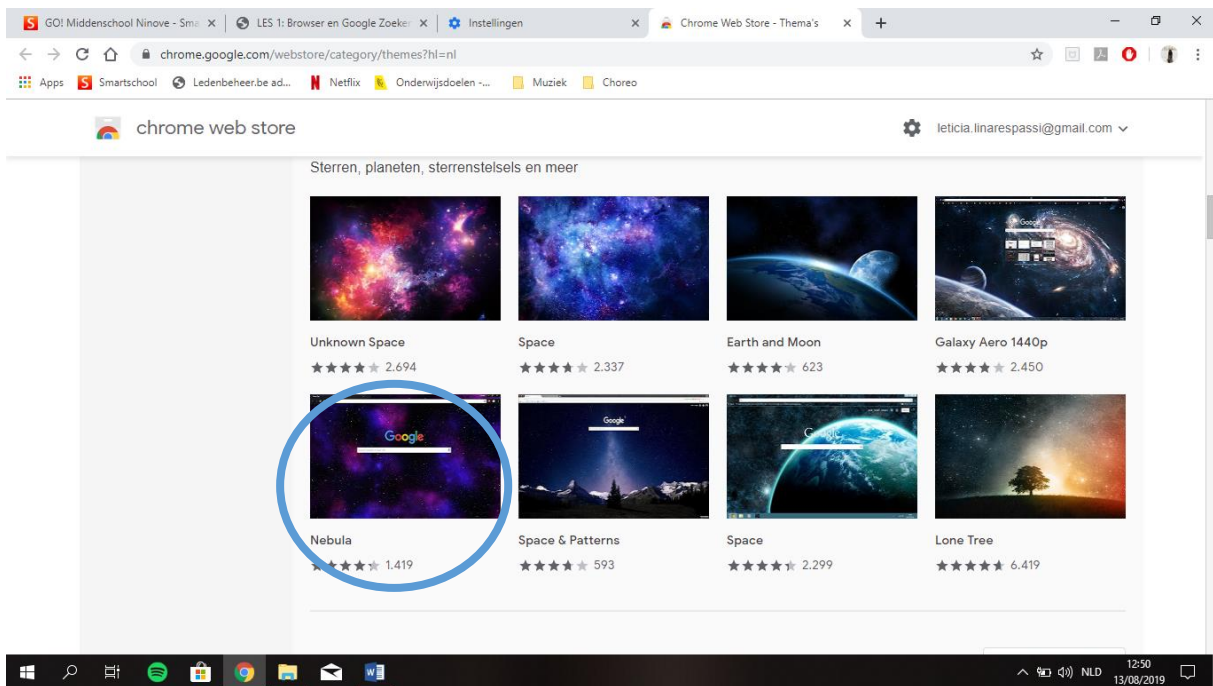 GO! Middenschool Ninove - Sma
LES 1: Browser en Google Zoeker
Instellingen
Chrome Web Store - Thema's
chrome.google.com/webstore/category/themes?hl=nl
Apps
S Smartschool
Ledenbeheer.be ad...
N Netflix
Onderwijsdoelen -...
Muziek
Choreo
chrome web store
leticia.linarespassi@gmail.com
Sterren, planeten, sterrenstelsels en meer
Google
Unknown Space
Space
Earth and Moon
Galaxy Aero 1440p
2.694
2.337
623
2.450
Google
Google
Nebula
Space & Patterns
Space
Lone Tree
1.419
593
2.299
6.419
NLD
12:50
13/08/2019